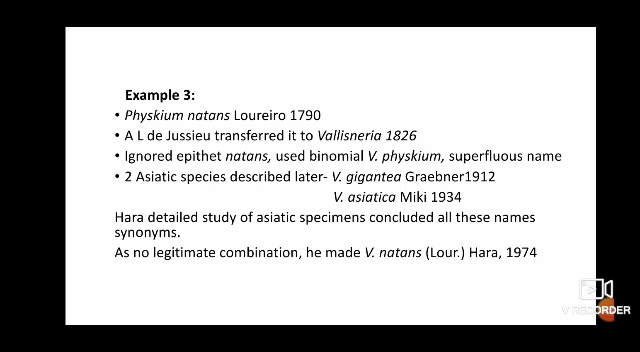 Example 3:
• Physkium natans Loureiro 1790
• A L de Jussieu transferred it to Vallisneria 1826
• Ignored epithet natans, used binomial V. physkium, superfluous name
• 2 Asiatic species described later- V. gigantea Graebner1912
V. asiatica Miki 1934
Hara detailed study of asiatic specimens concluded all these names
synonyms.
As no legitimate combination, he made V. natans (Lour.) Hara, 1974
V RECORDER